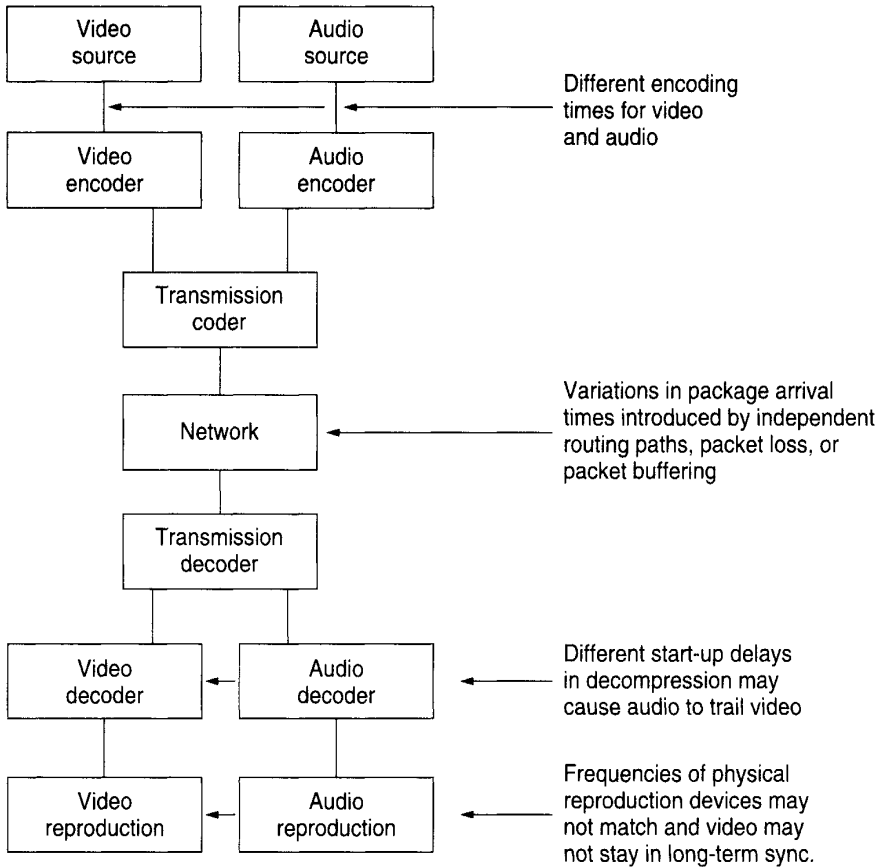 Video
source
Audio
source
Different encoding
times for video
and audio
Video
encoder
Audio
encoder
Transmission
coder
Network
Variations in package arrival
times introduced by independent
routing paths, packet loss, or
packet buffering
Transmission
decoder
Video
decoder
Audio
decoder
Different start-up delays
in decompression may
cause audio to trail video
Video
reproduction
Audio
reproduction
Frequencies of physical
reproduction devices may
not match and video may
not stay in long-term sync.